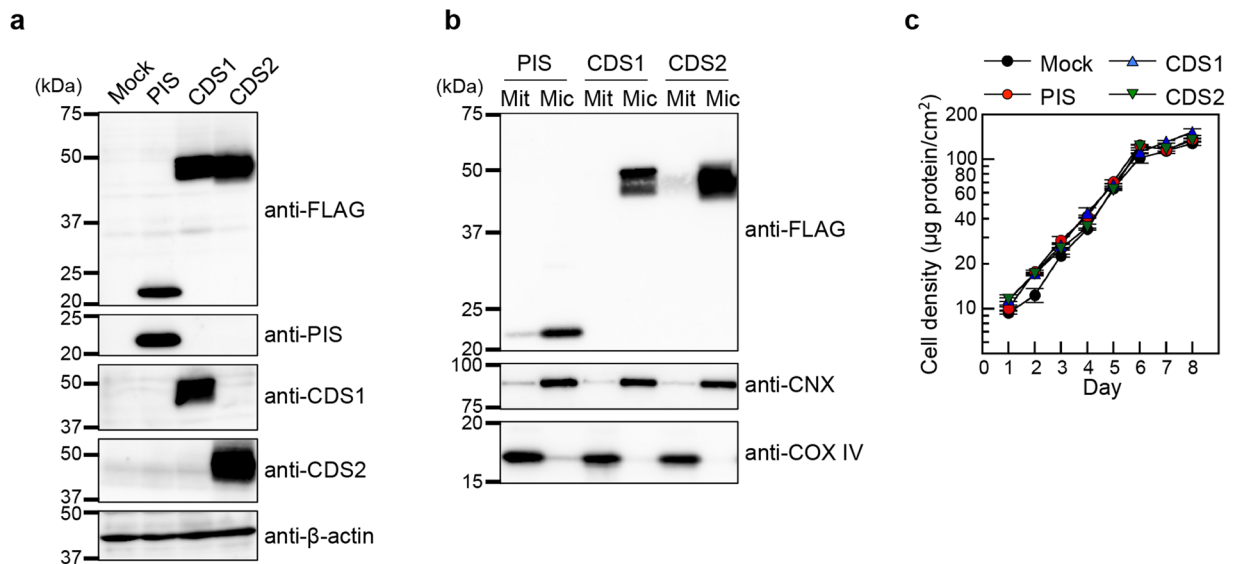 a
(kDa)
Mock
PIS
CDS1
CDS2
75
50
37
25
20
anti-FLAG
25
20
anti-PIS
50
37
anti-CDS1
50
37
anti-CDS2
50
37
anti-β-actin
b
PIS CDS1 CDS2
(kDa) Mit Mic Mit Mic Mit Mic
75
50
37
25
20
anti-FLAG
100
75
anti-CNX
20
15
anti-COX IV
c
Mock CDS1
PIS CDS2
Cell density (µg protein/cm²)
200
100
80
60
40
20
10
0 1 2 3 4 5 6 7 8
Day